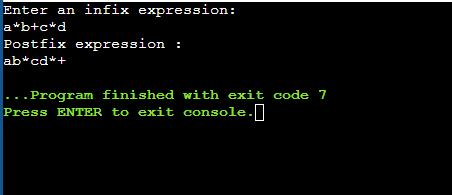 Enter an infix expression:
a*b+c*d
Postfix expression :
ab*cd*+
...Program finished with exit code 7
Press ENTER to exit console.